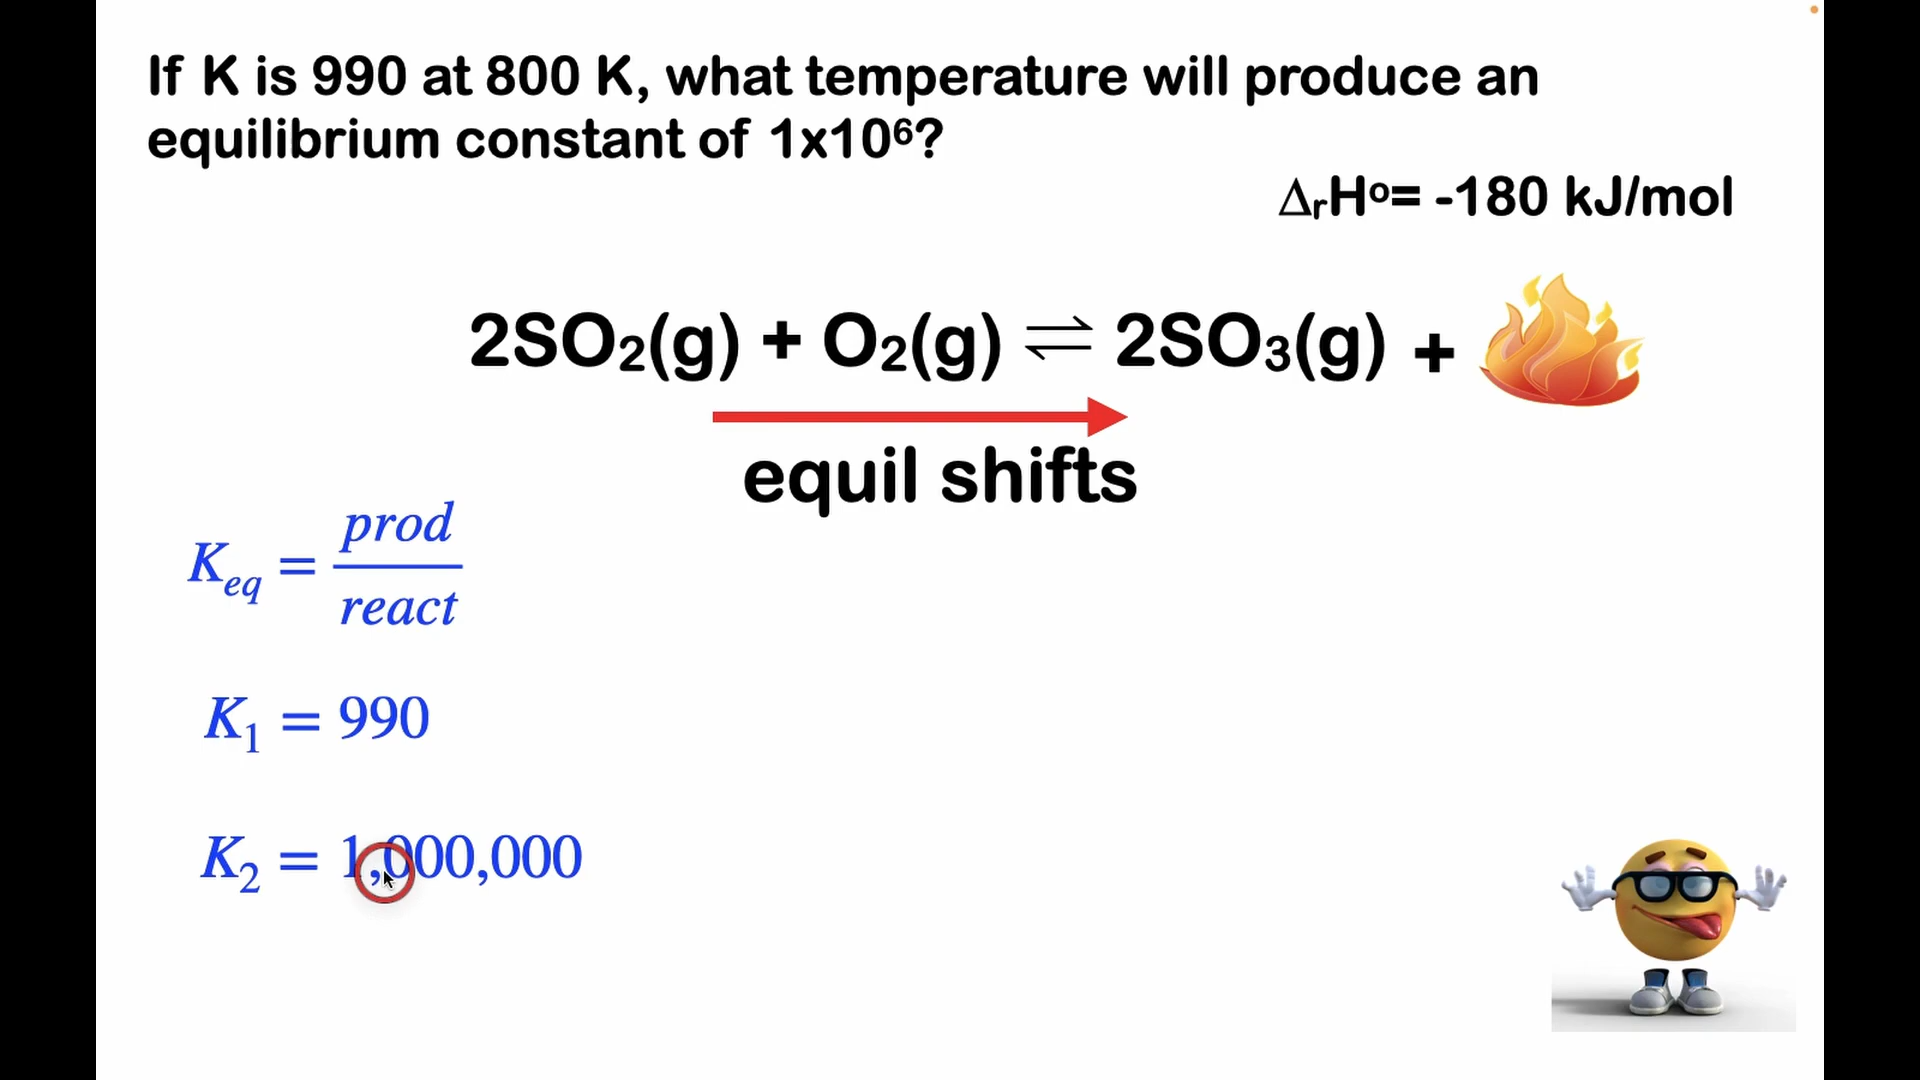 If K is 990 at 800 K, what temperature will produce an
equilibrium constant of 1x10⁶?
ΔᵣHº= -180 kJ/mol
2SO₂(g) + O₂(g) ⇌ 2SO₃(g) +
equil shifts
K_eq = prod / react
K₁ = 990
K₂ = 1,000,000